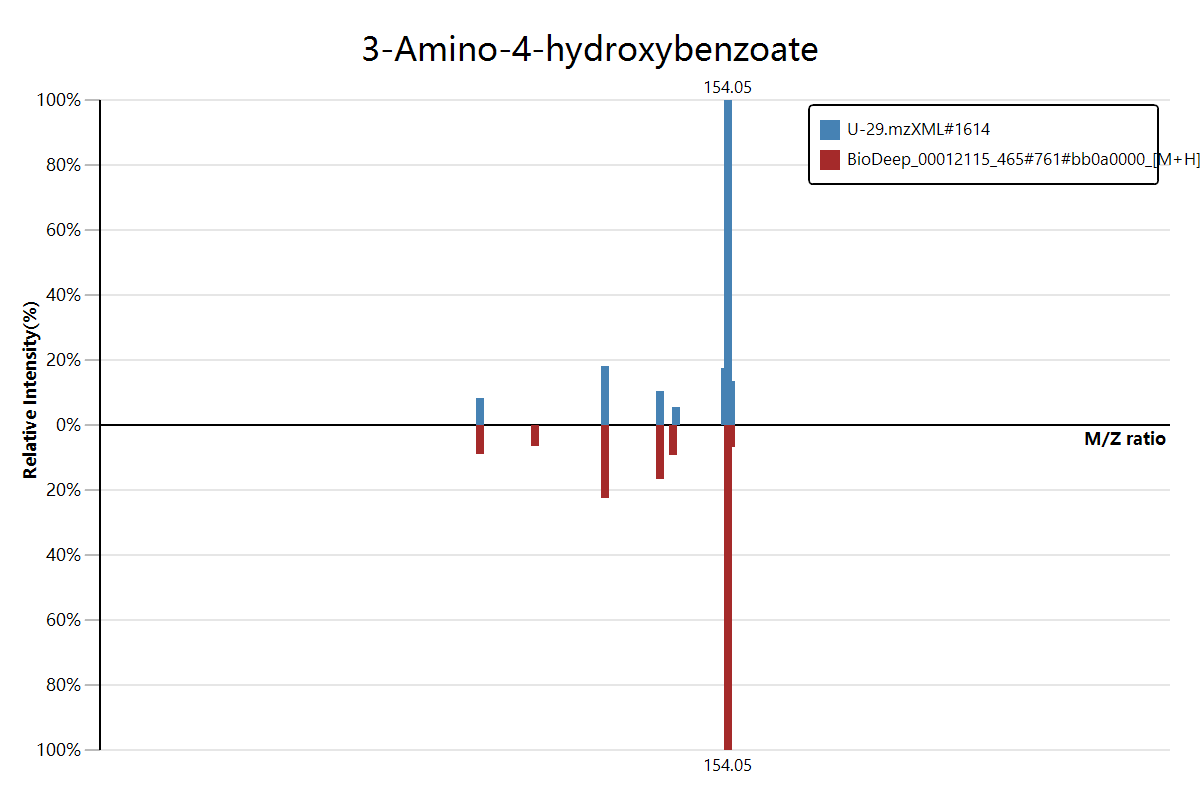 3-Amino-4-hydroxybenzoate
154.05
100%
U-29.mzXML#1614
BioDeep_00012115_465#761#bb0a0000_[M+H]
80%
60%
40%
20%
0%
M/Z ratio
Relative Intensity(%)
20%
40%
60%
80%
100%
154.05